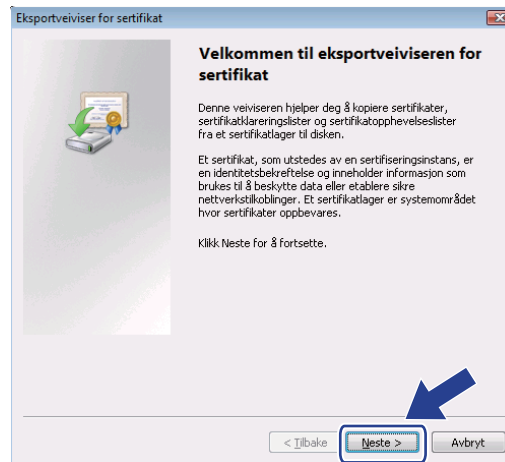 Eksportveiviser for sertifikat
Velkommen til eksportveiviseren for
sertifikat
Denne veiviseren hjelper deg å kopiere sertifikater,
sertifikatklareringslister og sertifikatopphevelseslister
fra et sertifikatlager til disken.
Et sertifikat, som utstedes av en sertifiseringsinstans, er
en identitetsbekreftelse og inneholder informasjon som
brukes til å beskytte data eller etablere sikre
nettverkstilkoblinger. Et sertifikatlager er systemområdet
hvor sertifikater oppbevares.
Klikk Neste for å fortsette.
< Tilbake Neste > Avbryt